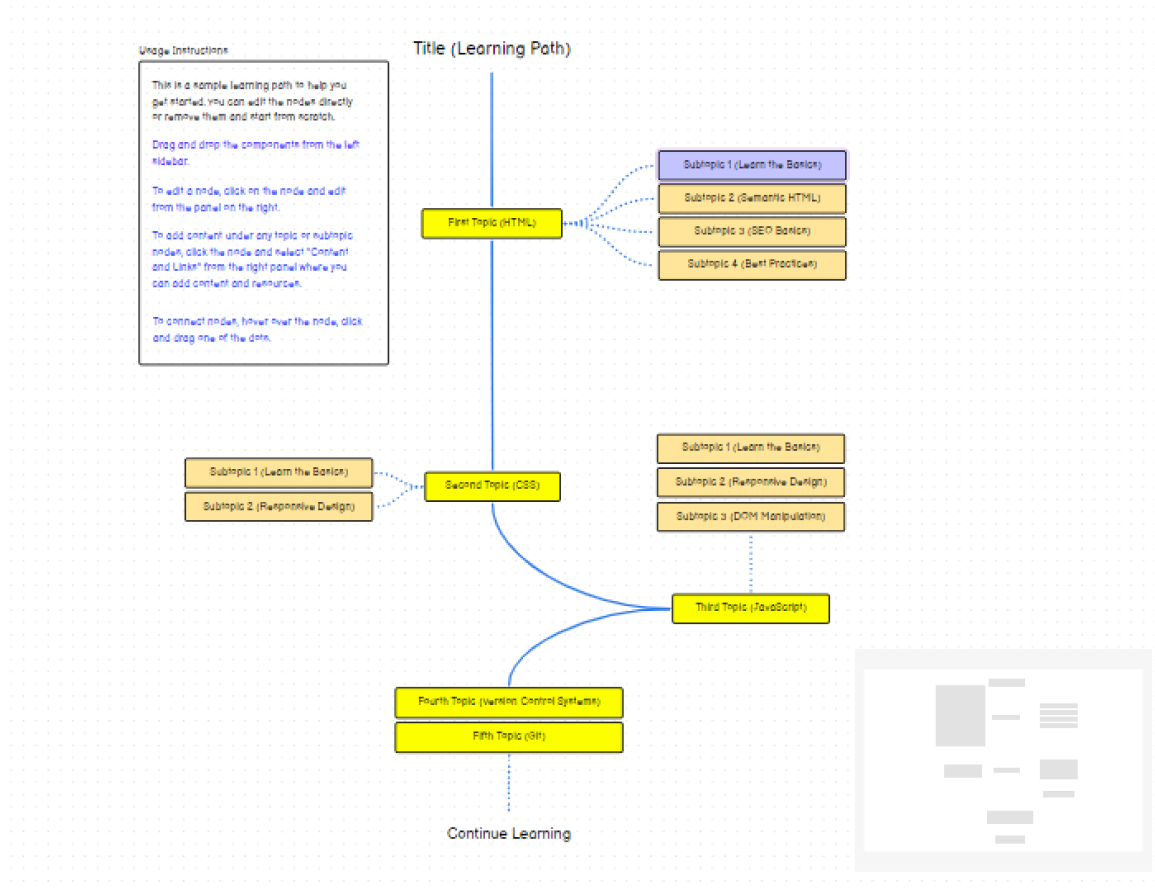 Usage Instructions
Title (Learning Path)
This is a sample learning path to help you
get started. you can edit the nodes directly
or remove them and start from scratch.
Drag and drop the components from the left
sidebar.
To edit a node, click on the node and edit
from the panel on the right.
To add content under any topic or subtopic
nodes, click the node and select "Content
and Links" from the right panel where you
can add content and resources.
To connect nodes, hover over the node, click
and drag one of the dots.
First Topic (HTML)
Subtopic 1 (Learn the Basics)
Subtopic 2 (Semantic HTML)
Subtopic 3 (SEO Basics)
Subtopic 4 (Best Practices)
Subtopic 1 (Learn the Basics)
Subtopic 2 (Responsive Design)
Second Topic (CSS)
Subtopic 1 (Learn the Basics)
Subtopic 2 (Responsive Design)
Subtopic 3 (DOM Manipulation)
Third Topic (JavaScript)
Fourth Topic (Version Control Systems)
Fifth Topic (Git)
Continue Learning